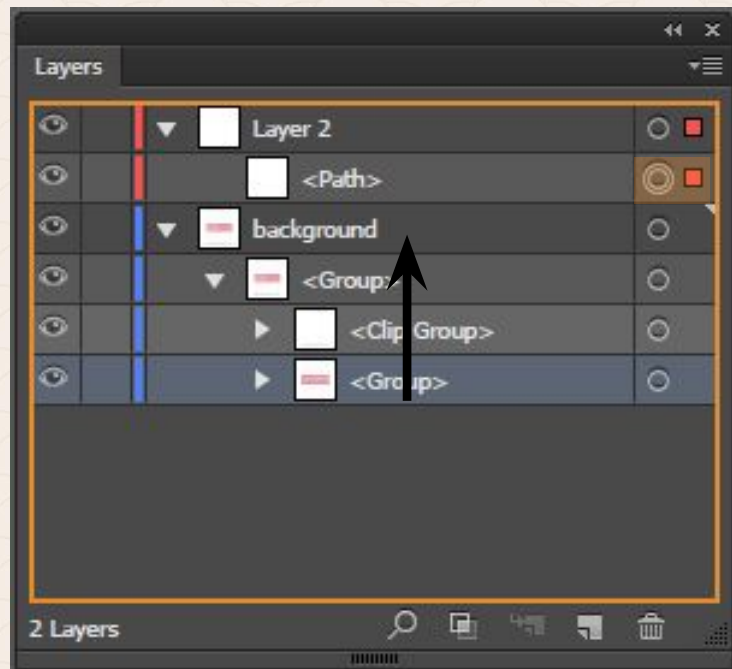 Layers
Layer 2
<Path>
background
<Group>
<Clip Group>
<Group>
2 Layers